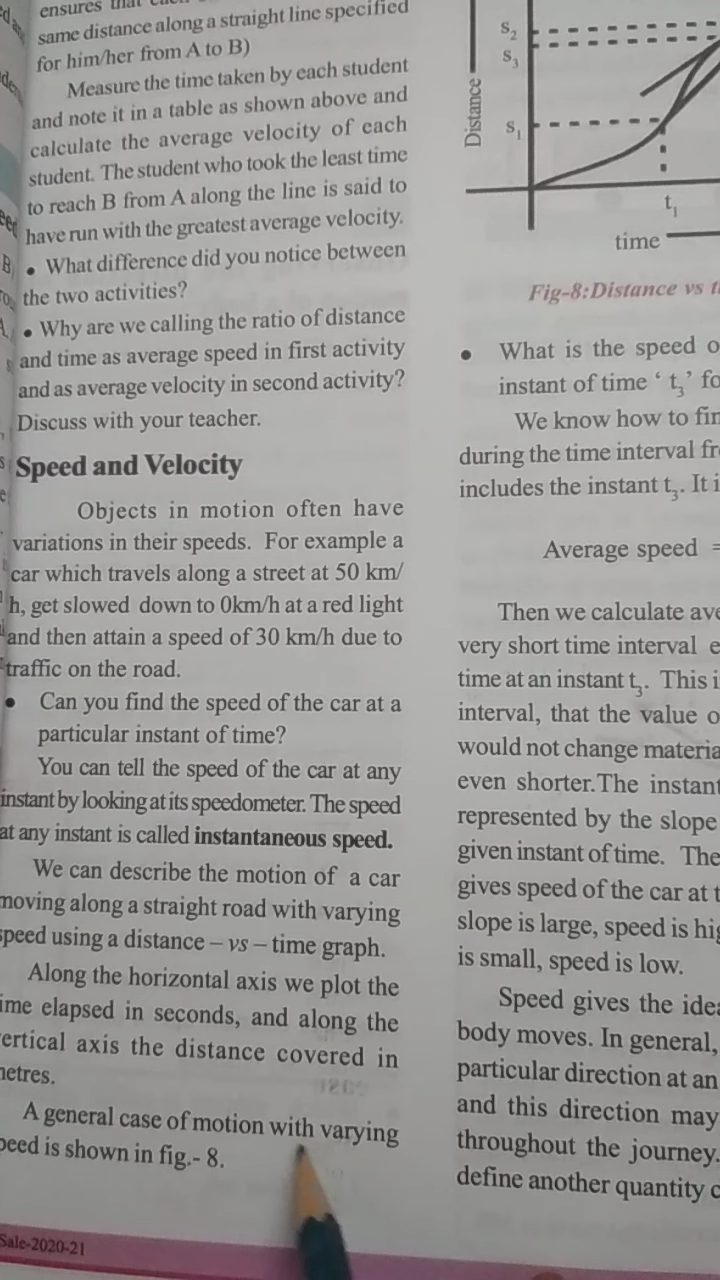 ensures that
same distance along a straight line specified
for him/her from A to B)
Measure the time taken by each student
and note it in a table as shown above and
calculate the average velocity of each
student. The student who took the least time
to reach B from A along the line is said to
have run with the greatest average velocity.
• What difference did you notice between
the two activities?
• Why are we calling the ratio of distance
and time as average speed in first activity
and as average velocity in second activity?
Discuss with your teacher.
Speed and Velocity
Objects in motion often have
variations in their speeds. For example a
car which travels along a street at 50 km/
h, get slowed down to 0km/h at a red light
and then attain a speed of 30 km/h due to
traffic on the road.
• Can you find the speed of the car at a
particular instant of time?
You can tell the speed of the car at any
instant by looking at its speedometer. The speed
at any instant is called instantaneous speed.
We can describe the motion of a car
moving along a straight road with varying
speed using a distance – vs – time graph.
Along the horizontal axis we plot the
ime elapsed in seconds, and along the
ertical axis the distance covered in
netres.
A general case of motion with varying
peed is shown in fig.- 8.
Sale-2020-21
S₂
S₃
Distance
S₁
t₁
time
Fig-8:Distance vs t
• What is the speed o
instant of time ‘ t₃’ fo
We know how to fin
during the time interval fr
includes the instant t₃. It i
Average speed =
Then we calculate ave
very short time interval e
time at an instant t₃. This i
interval, that the value o
would not change materia
even shorter.The instant
represented by the slope
given instant of time. The
gives speed of the car at t
slope is large, speed is hig
is small, speed is low.
Speed gives the idea
body moves. In general,
particular direction at an
and this direction may
throughout the journey.
define another quantity c